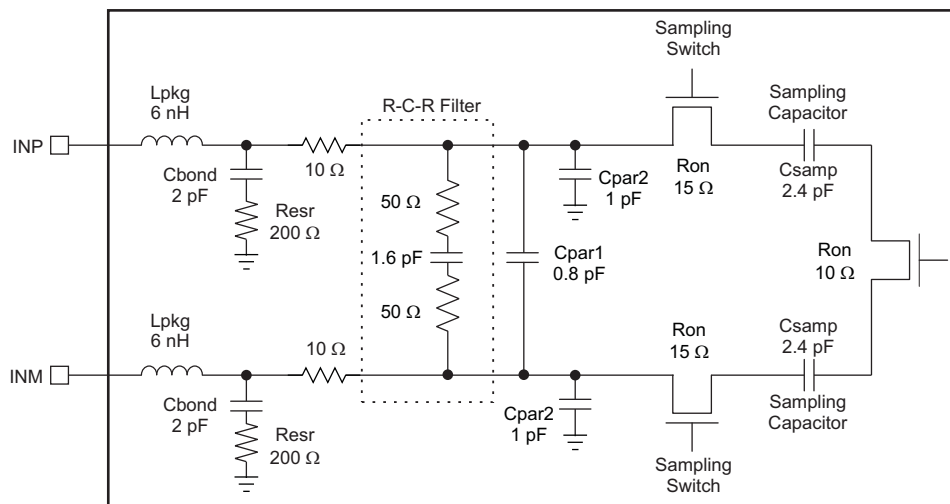 Sampling
Switch
Lpkg
6 nH
R-C-R Filter
Sampling
Capacitor
INP
10 Ω
Cbond
2 pF
Resr
200 Ω
50 Ω
Cpar2
1 pF
Ron
15 Ω
Csamp
2.4 pF
1.6 pF
Cpar1
0.8 pF
Ron
10 Ω
50 Ω
Lpkg
6 nH
10 Ω
Ron
15 Ω
Csamp
2.4 pF
INM
Cbond
2 pF
Resr
200 Ω
Cpar2
1 pF
Sampling
Capacitor
Sampling
Switch